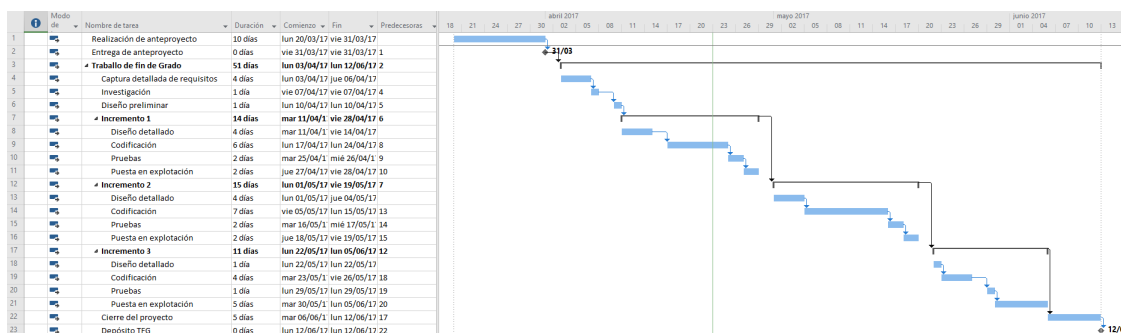 Modo de Nombre de tarea Duración Comienzo Fin Predecesoras
abril 2017 mayo 2017 junio 2017
18 21 24 27 30 02 05 08 11 14 17 20 23 26 29 02 05 08 11 14 17 20 23 26 29 01 04 07 10 13
1 Realización de anteproyecto 10 días lun 20/03/17 vie 31/03/17
2 Entrega de anteproyecto 0 días vie 31/03/17 vie 31/03/17 1 31/03
3 Traballo de fin de Grado 51 días lun 03/04/17 lun 12/06/17 2
4 Captura detallada de requisitos 4 días lun 03/04/17 jue 06/04/17
5 Investigación 1 día vie 07/04/17 vie 07/04/17 4
6 Diseño preliminar 1 día lun 10/04/17 lun 10/04/17 5
7 Incremento 1 14 días mar 11/04/1 vie 28/04/17 6
8 Diseño detallado 4 días mar 11/04/1 vie 14/04/17
9 Codificación 6 días lun 17/04/17 lun 24/04/17 8
10 Pruebas 2 días mar 25/04/1 mié 26/04/1 9
11 Puesta en explotación 2 días jue 27/04/17 vie 28/04/17 10
12 Incremento 2 15 días lun 01/05/17 vie 19/05/17 7
13 Diseño detallado 4 días lun 01/05/17 jue 04/05/17
14 Codificación 7 días vie 05/05/17 lun 15/05/17 13
15 Pruebas 2 días mar 16/05/1 mié 17/05/1 14
16 Puesta en explotación 2 días jue 18/05/17 vie 19/05/17 15
17 Incremento 3 11 días lun 22/05/17 lun 05/06/17 12
18 Diseño detallado 1 día lun 22/05/17 lun 22/05/17
19 Codificación 4 días mar 23/05/1 vie 26/05/17 18
20 Pruebas 1 día lun 29/05/17 lun 29/05/17 19
21 Puesta en explotación 5 días mar 30/05/1 lun 05/06/17 20
22 Cierre del proyecto 5 días mar 06/06/1 lun 12/06/17 17
23 Depósito TFG 0 días lun 12/06/17 lun 12/06/17 22